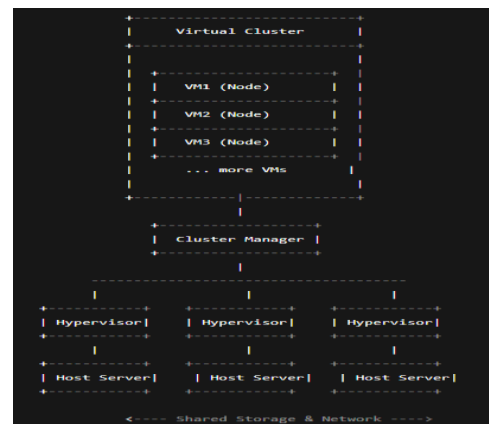 Virtual Cluster
VM1 (Node)
VM2 (Node)
VM3 (Node)
... more VMs
Cluster Manager
Hypervisor Hypervisor Hypervisor
Host Server Host Server Host Server
<---- Shared Storage & Network ---->